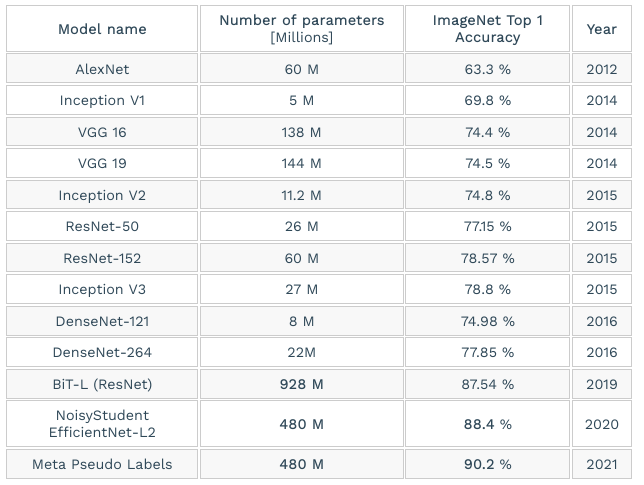 Model name Number of parameters [Millions] ImageNet Top 1 Accuracy Year
AlexNet 60 M 63.3 % 2012
Inception V1 5 M 69.8 % 2014
VGG 16 138 M 74.4 % 2014
VGG 19 144 M 74.5 % 2014
Inception V2 11.2 M 74.8 % 2015
ResNet-50 26 M 77.15 % 2015
ResNet-152 60 M 78.57 % 2015
Inception V3 27 M 78.8 % 2015
DenseNet-121 8 M 74.98 % 2016
DenseNet-264 22M 77.85 % 2016
BiT-L (ResNet) 928 M 87.54 % 2019
NoisyStudent EfficientNet-L2 480 M 88.4 % 2020
Meta Pseudo Labels 480 M 90.2 % 2021